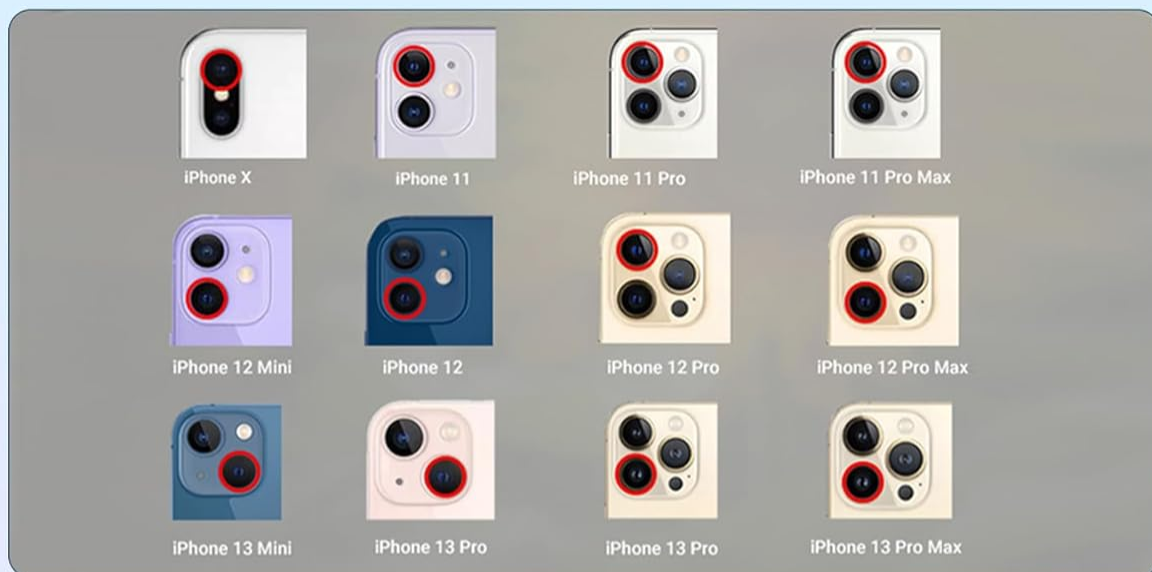 iPhone X
iPhone 11
iPhone 11 Pro
iPhone 11 Pro Max
iPhone 12 Mini
iPhone 12
iPhone 12 Pro
iPhone 12 Pro Max
iPhone 13 Mini
iPhone 13 Pro
iPhone 13 Pro
iPhone 13 Pro Max